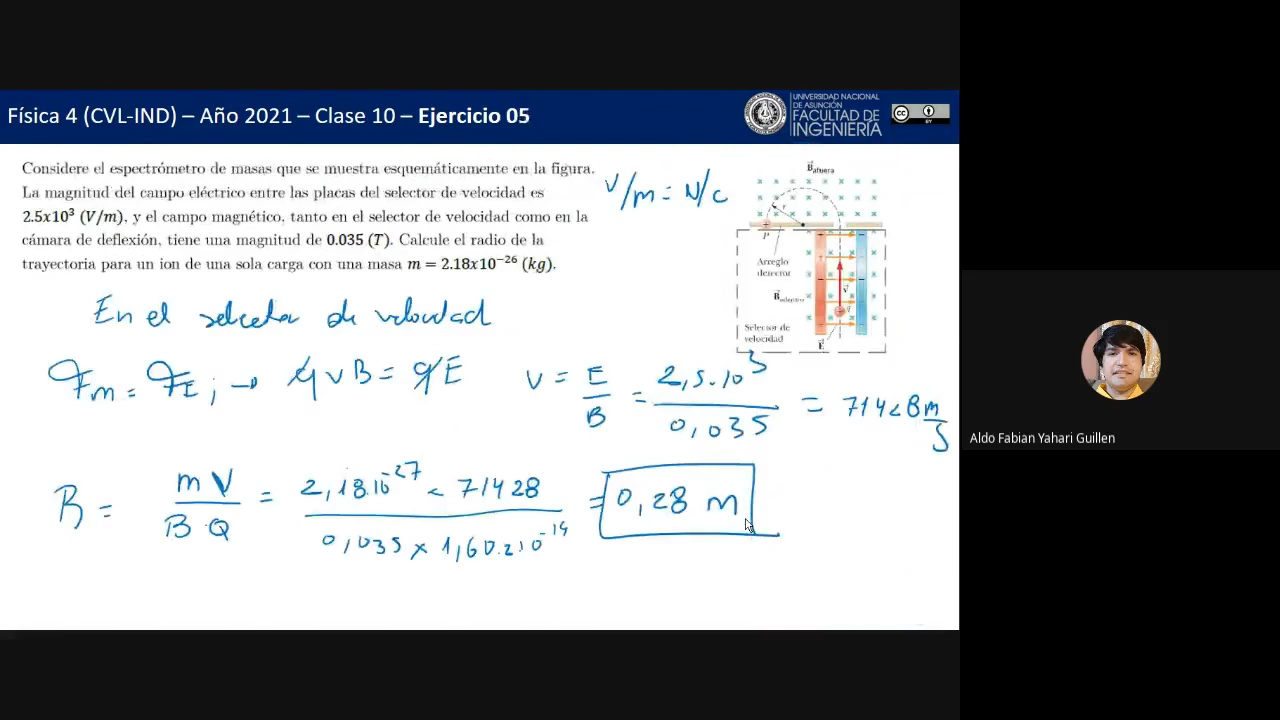 Física 4 (CVL-IND) – Año 2021 – Clase 10 – Ejercicio 05
UNIVERSIDAD NACIONAL
DE ASUNCIÓN
FACULTAD DE
INGENIERÍA
cc BY
Considere el espectrómetro de masas que se muestra esquemáticamente en la figura.
La magnitud del campo eléctrico entre las placas del selector de velocidad es
2.5x10³ (V/m), y el campo magnético, tanto en el selector de velocidad como en la
cámara de deflexión, tiene una magnitud de 0.035 (T). Calcule el radio de la
trayectoria para un ion de una sola carga con una masa m = 2.18x10⁻²⁶ (kg).
V/m = N/C
B⃗afuera
r
P
Arreglo
detector
B⃗adentro
v⃗
q
Selector de
velocidad
E⃗
En el selector de velocidad
Fm = FE ; → qvB = qE
v = E/B = 2,5·10³/0,035 = 71428 m/s
R = mV/B·Q = 2,18·10⁻²⁷ × 71428/0,035 × 1,60·2·10⁻¹⁹ = 0,28 m
Aldo Fabian Yahari Guillen